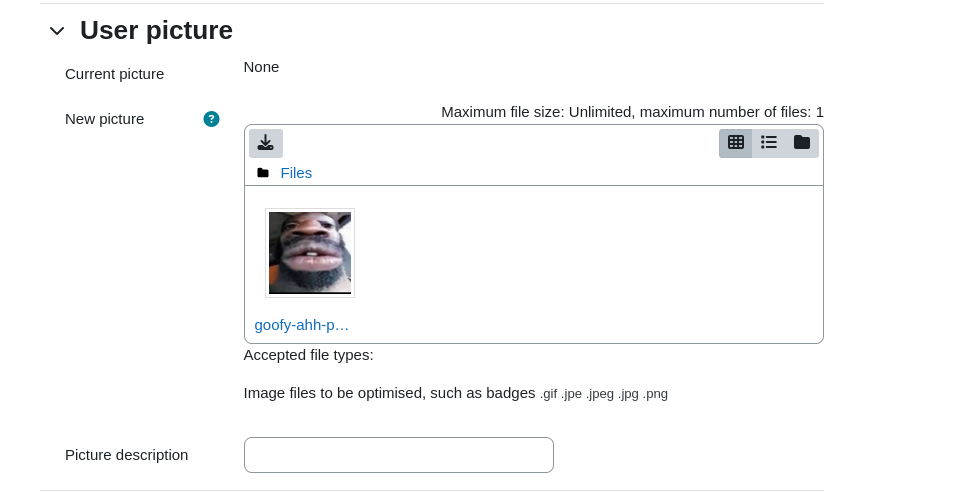 User picture
Current picture
None
New picture
?
Maximum file size: Unlimited, maximum number of files: 1
Files
goofy-ahh-p...
Accepted file types:
Image files to be optimised, such as badges .gif .jpe .jpeg .jpg .png
Picture description